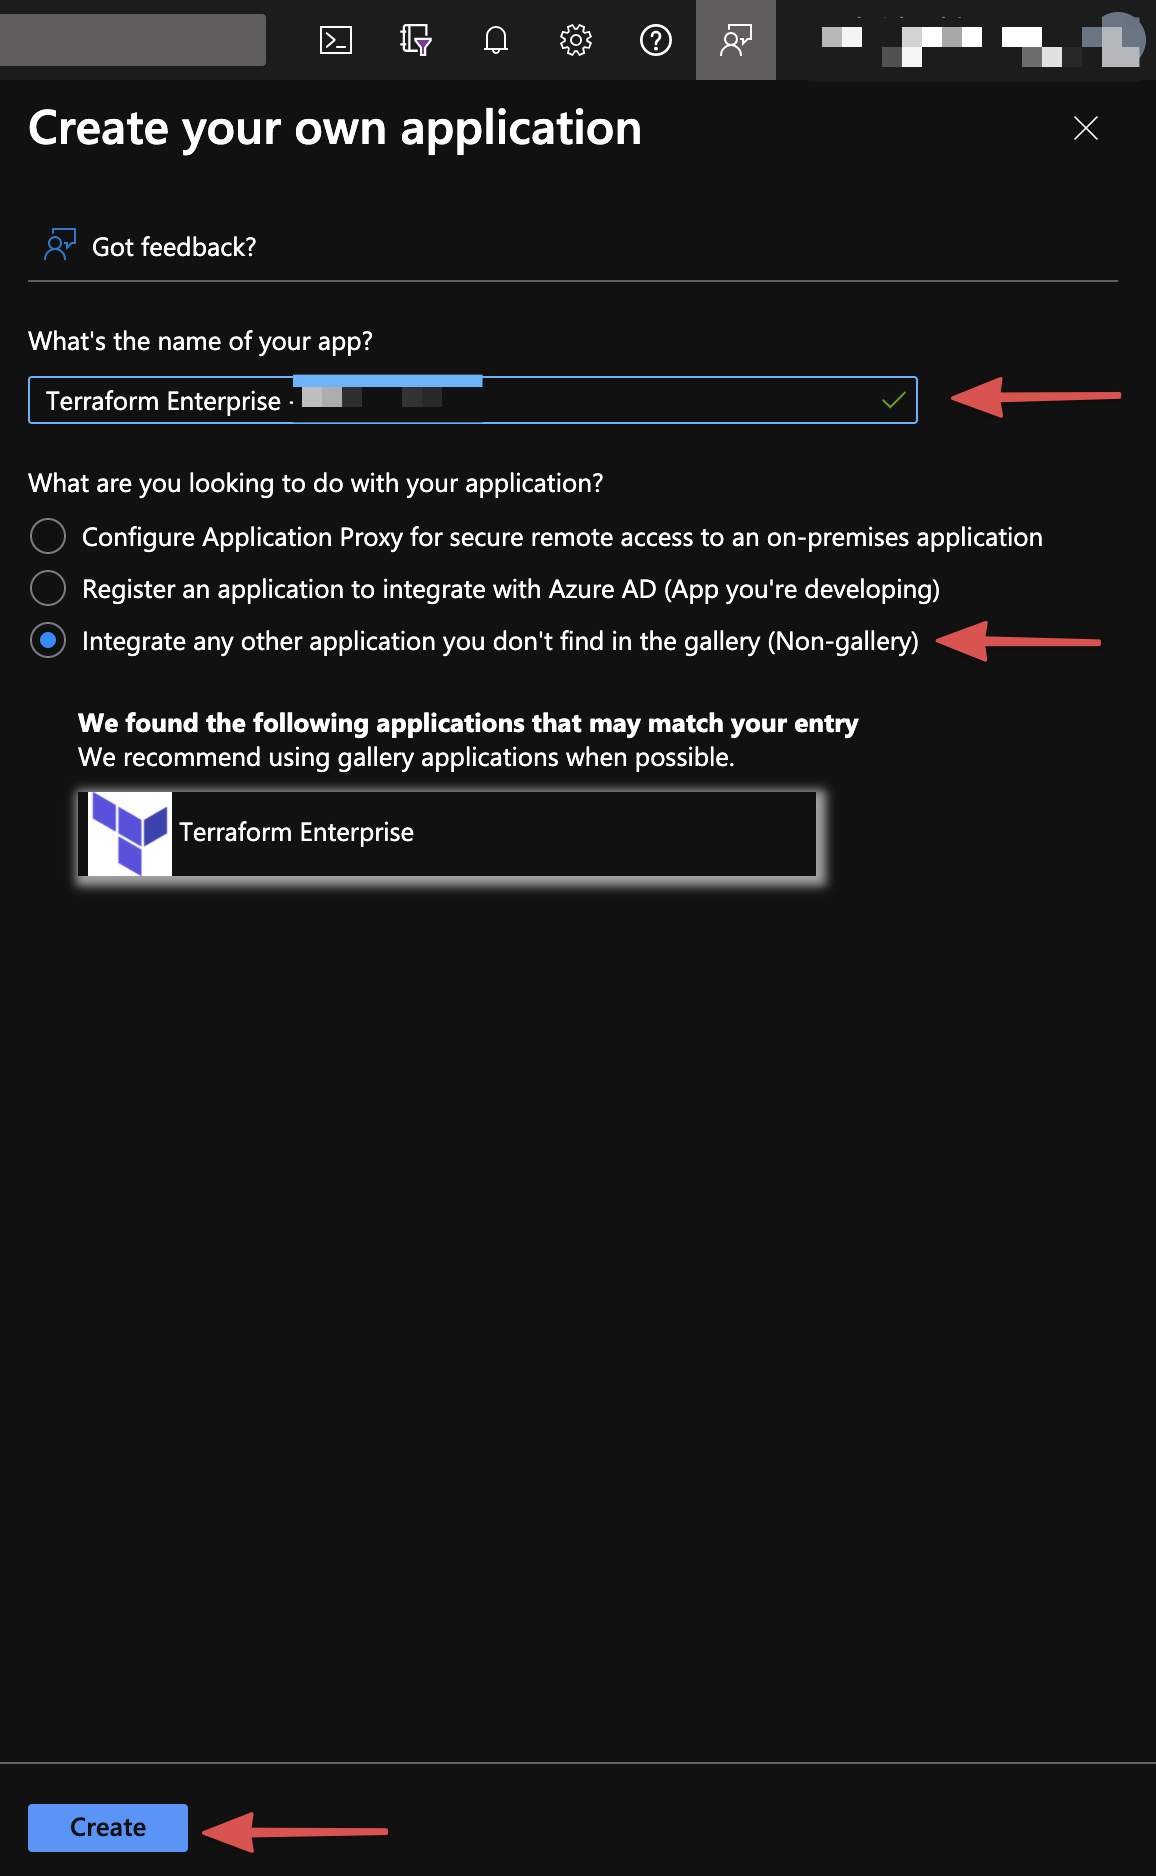 Create your own application
Got feedback?
What's the name of your app?
Terraform Enterprise -
What are you looking to do with your application?
Configure Application Proxy for secure remote access to an on-premises application
Register an application to integrate with Azure AD (App you're developing)
Integrate any other application you don't find in the gallery (Non-gallery)
We found the following applications that may match your entry
We recommend using gallery applications when possible.
Terraform Enterprise
Create